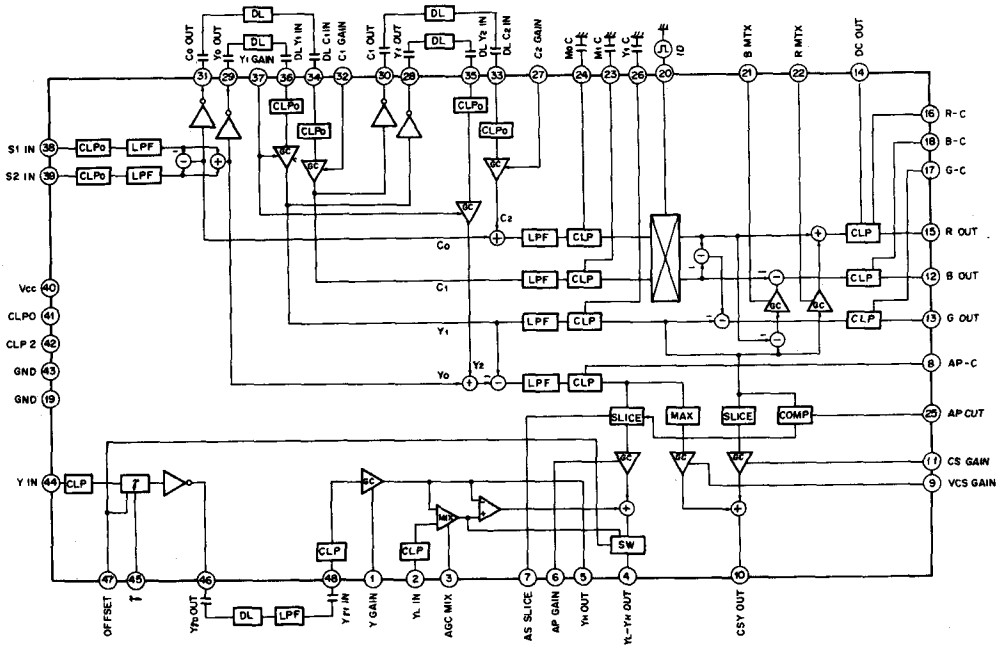 DL
DL
DL
DL
C0 OUT
Y0 OUT
Y1 GAIN
DL Y1 IN
DL C1 IN
C1 GAIN
C1 OUT
Y1 OUT
DL Y2 IN
DL C2 IN
C2 GAIN
M0 C
M1 C
Y1 C
ID
B MTX
R MTX
DC OUT
31
29
37
36
34
32
30
28
35
33
27
24
23
26
20
21
22
14
CLP0
CLP0
CLP0
CLP0
16 R-C
18 B-C
17 G-C
S1 IN 38 CLP0 LPF - +
S2 IN 39 CLP0 LPF
GC
GC
GC
GC
C2
C0
+ LPF CLP + CLP 15 R OUT
C1 LPF CLP - - CLP 12 B OUT
GC GC
Y1 LPF CLP - CLP 13 G OUT
-
Vcc 40
CLP0 41
CLP 2 42
GND 43
GND 19
8 AP-C
Y0 + Y2 - LPF CLP
SLICE MAX SLICE COMP 25 AP CUT
GC GC GC
11 CS GAIN
9 VCS GAIN
Y IN 44 CLP γ
GC
MIX
- +
+ +
CLP CLP SW
47
45
46
48
1
2
3
7
6
5
4
10
OFFSET
γ
DL LPF
Y GAIN
YL IN
AGC MIX
AS SLICE
AP GAIN
YH OUT
YL-YH OUT
CSY OUT